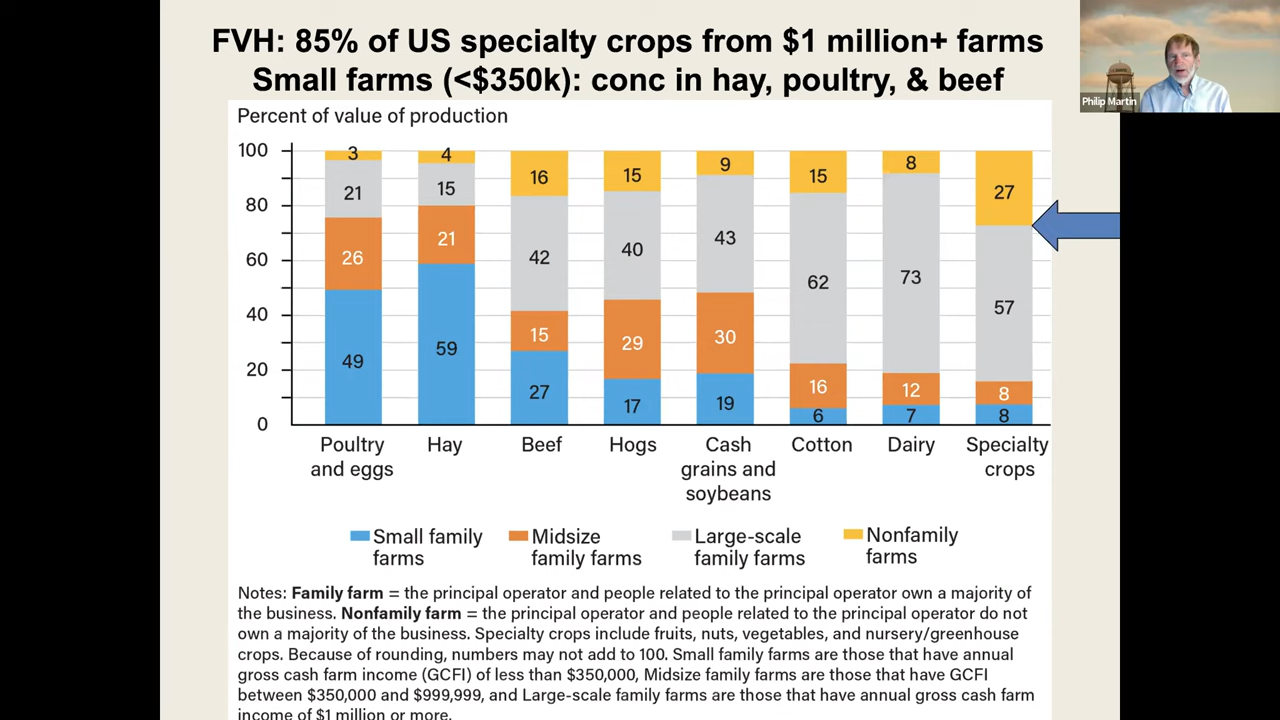 FVH: 85% of US specialty crops from $1 million+ farms
Small farms (<$350k): conc in hay, poultry, & beef
Philip Martin
Percent of value of production
100
80
60
40
20
0
3
21
26
49
4
15
21
59
16
42
15
27
15
40
29
17
9
43
30
19
15
62
16
6
8
73
12
7
27
57
8
8
Poultry
and eggs
Hay
Beef
Hogs
Cash
grains and
soybeans
Cotton
Dairy
Specialty
crops
Small family
farms
Midsize
family farms
Large-scale
family farms
Nonfamily
farms
Notes: Family farm = the principal operator and people related to the principal operator own a majority of
the business. Nonfamily farm = the principal operator and people related to the principal operator do not
own a majority of the business. Specialty crops include fruits, nuts, vegetables, and nursery/greenhouse
crops. Because of rounding, numbers may not add to 100. Small family farms are those that have annual
gross cash farm income (GCFI) of less than $350,000, Midsize family farms are those that have GCFI
between $350,000 and $999,999, and Large-scale family farms are those that have annual gross cash farm
income of $1 million or more.